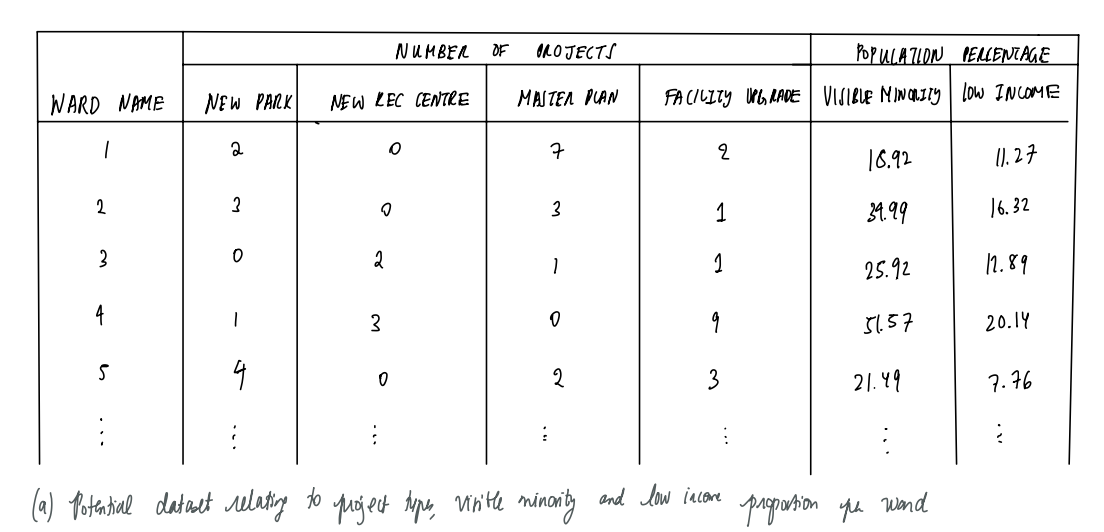 NUMBER OF PROJECTS POPULATION PERCENTAGE
WARD NAME NEW PARK NEW REC CENTRE MASTER PLAN FACILITY UPGRADE VISIBLE MINORITY LOW INCOME
1 2 0 7 2 16.92 11.27
2 3 0 3 1 39.99 16.32
3 0 2 1 1 25.92 12.89
4 1 3 0 9 51.57 20.14
5 4 0 2 3 21.49 7.76
⋮ ⋮ ⋮ ⋮ ⋮ ⋮ ⋮
(a) Potential dataset relating to project type, visible minority and low income proportion per ward